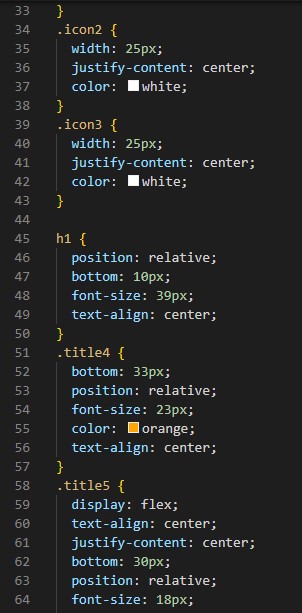 33 }
34 .icon2 {
35 width: 25px;
36 justify-content: center;
37 color: white;
38 }
39 .icon3 {
40 width: 25px;
41 justify-content: center;
42 color: white;
43 }
44
45 h1 {
46 position: relative;
47 bottom: 10px;
48 font-size: 39px;
49 text-align: center;
50 }
51 .title4 {
52 bottom: 33px;
53 position: relative;
54 font-size: 23px;
55 color: orange;
56 text-align: center;
57 }
58 .title5 {
59 display: flex;
60 text-align: center;
61 justify-content: center;
62 bottom: 30px;
63 position: relative;
64 font-size: 18px;